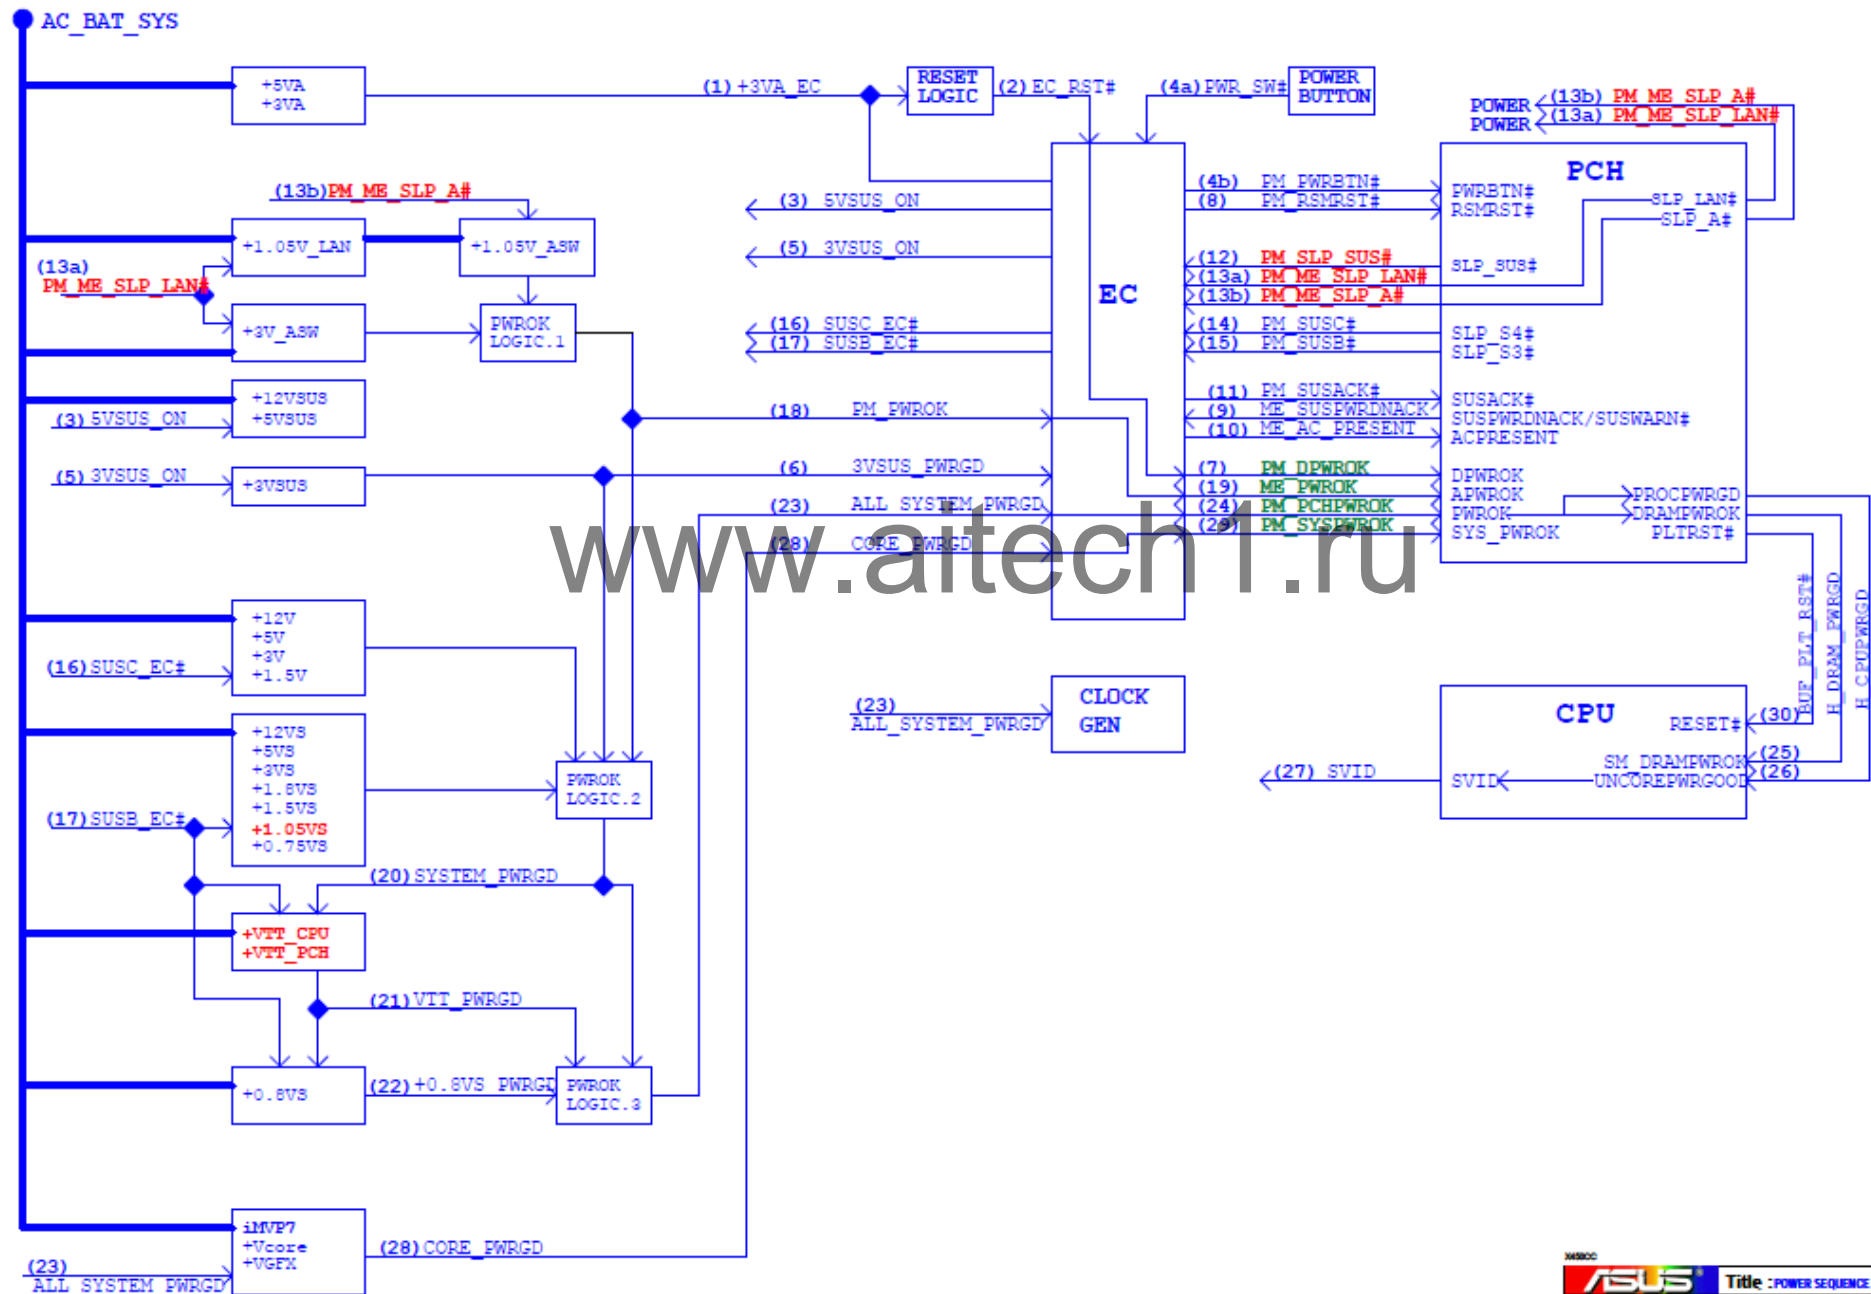 AC_BAT_SYS
+5VA
+3VA
(1) +3VA_EC
RESET
LOGIC
(2) EC_RST#
(4a) PWR_SW#
POWER
BUTTON
POWER (13b) PM_ME_SLP_A#
POWER (13a) PM_ME_SLP_LAN#
(13b) PM_ME_SLP_A#
+1.05V_LAN
+1.05V_ASW
(13a)
PM_ME_SLP_LAN#
+3V_ASW
PWROK
LOGIC.1
+12VSUS
+5VSUS
(3) 5VSUS_ON
(5) 3VSUS_ON
+3VSUS
(3) 5VSUS_ON
(5) 3VSUS_ON
(16) SUSC_EC#
(17) SUSB_EC#
(18) PM_PWROK
(6) 3VSUS_PWRGD
(23) ALL_SYSTEM_PWRGD
(28) CORE_PWRGD
EC
(4b) PM_PWRBTN#
(8) PM_RSMRST#
(12) PM_SLP_SUS#
(13a) PM_ME_SLP_LAN#
(13b) PM_ME_SLP_A#
(14) PM_SUSC#
(15) PM_SUSB#
(11) PM_SUSACK#
(9) ME_SUSPWRDNACK
(10) ME_AC_PRESENT
(7) PM_DPWROK
(19) ME_PWROK
(24) PM_PCHPWROK
(29) PM_SYSPWROK
PCH
PWRBTN#
RSMRST#
SLP_LAN#
SLP_A#
SLP_SUS#
SLP_S4#
SLP_S3#
SUSACK#
SUSPWRDNACK/SUSWARN#
ACPRESENT
DPWROK
APWROK
PWROK
SYS_PWROK
PROCPWRGD
DRAMPWROK
PLTRST#
www.aitech1.ru
BUF_PLT_RST#
H_DRAM_PWRGD
H_CPUPWRGD
+12V
+5V
+3V
+1.5V
(16) SUSC_EC#
+12VS
+5VS
+3VS
+1.8VS
+1.5VS
+1.05VS
+0.75VS
(17) SUSB_EC#
PWROK
LOGIC.2
(23)
ALL_SYSTEM_PWRGD
CLOCK
GEN
CPU
RESET#
(30)
SM_DRAMPWROK
(25)
UNCOREPWRGOOD
(26)
SVID
(27) SVID
(20) SYSTEM_PWRGD
+VTT_CPU
+VTT_PCH
(21) VTT_PWRGD
+0.8VS
(22) +0.8VS_PWRGD
PWROK
LOGIC.3
iMVP7
+Vcore
+VGFX
(28) CORE_PWRGD
(23)
ALL_SYSTEM_PWRGD
X450CC
ASUS
Title : POWER SEQUENCE